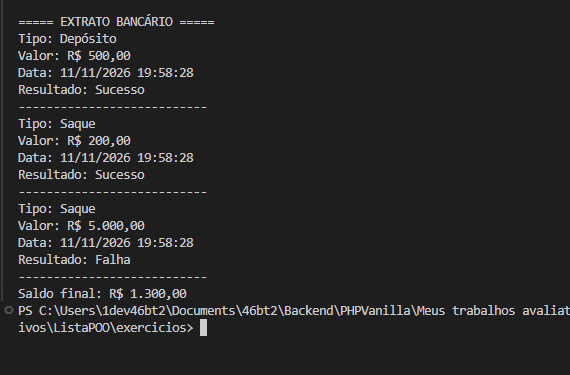 ===== EXTRATO BANCÁRIO =====
Tipo: Depósito
Valor: R$ 500,00
Data: 11/11/2026 19:58:28
Resultado: Sucesso
---------------------------
Tipo: Saque
Valor: R$ 200,00
Data: 11/11/2026 19:58:28
Resultado: Sucesso
---------------------------
Tipo: Saque
Valor: R$ 5.000,00
Data: 11/11/2026 19:58:28
Resultado: Falha
---------------------------
Saldo final: R$ 1.300,00
PS C:\Users\1dev46bt2\Documents\46bt2\Backend\PHPVanilla\Meus trabalhos avaliat
ivos\ListaPOO\exercicios>